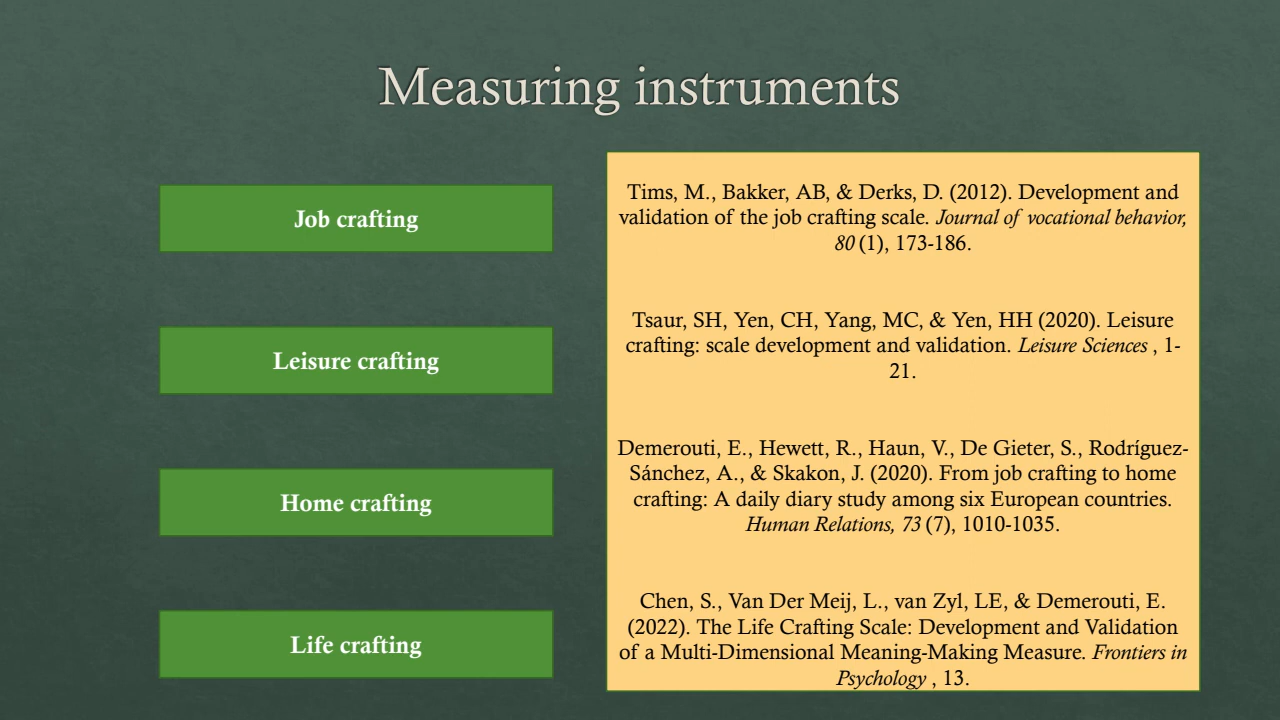 Measuring instruments
Job crafting
Tims, M., Bakker, AB, & Derks, D. (2012). Development and
validation of the job crafting scale. Journal of vocational behavior,
80 (1), 173-186.
Leisure crafting
Tsaur, SH, Yen, CH, Yang, MC, & Yen, HH (2020). Leisure
crafting: scale development and validation. Leisure Sciences , 1-
21.
Home crafting
Demerouti, E., Hewett, R., Haun, V., De Gieter, S., Rodríguez-
Sánchez, A., & Skakon, J. (2020). From job crafting to home
crafting: A daily diary study among six European countries.
Human Relations, 73 (7), 1010-1035.
Life crafting
Chen, S., Van Der Meij, L., van Zyl, LE, & Demerouti, E.
(2022). The Life Crafting Scale: Development and Validation
of a Multi-Dimensional Meaning-Making Measure. Frontiers in
Psychology , 13.